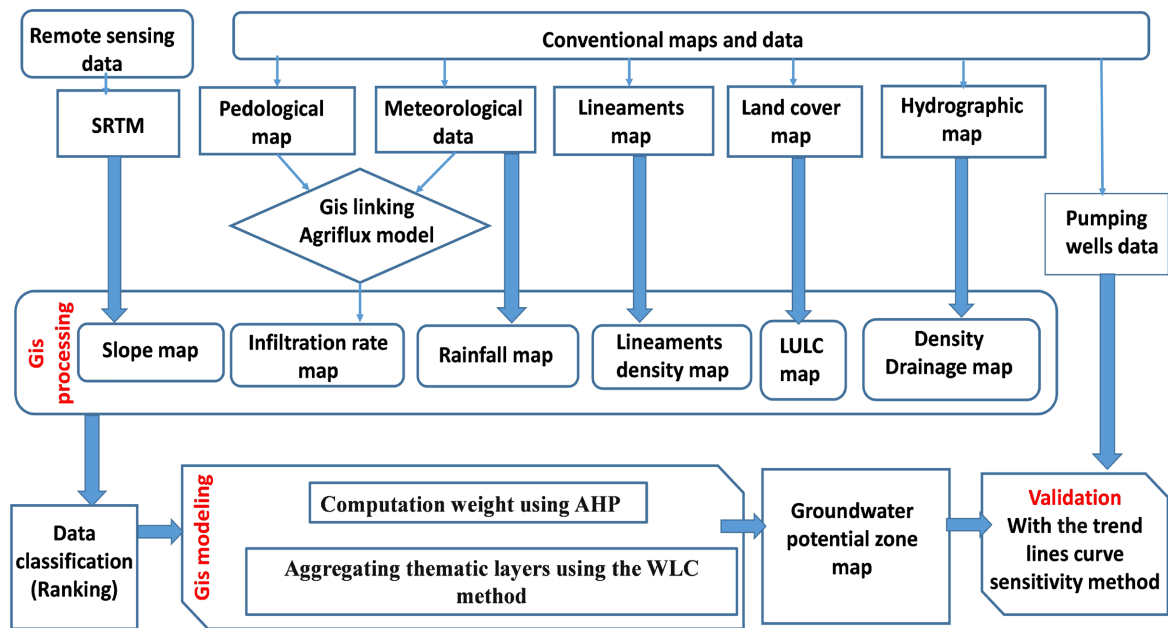 Remote sensing
data
Conventional maps and data
SRTM
Pedological
map
Meteorological
data
Lineaments
map
Land cover
map
Hydrographic
map
Gis linking
Agriflux model
Pumping
wells data
Gis
processing
Slope map
Infiltration rate
map
Rainfall map
Lineaments
density map
LULC
map
Density
Drainage map
Data
classification
(Ranking)
Gis modeling
Computation weight using AHP
Aggregating thematic layers using the WLC
method
Groundwater
potential zone
map
Validation
With the trend
lines curve
sensitivity method